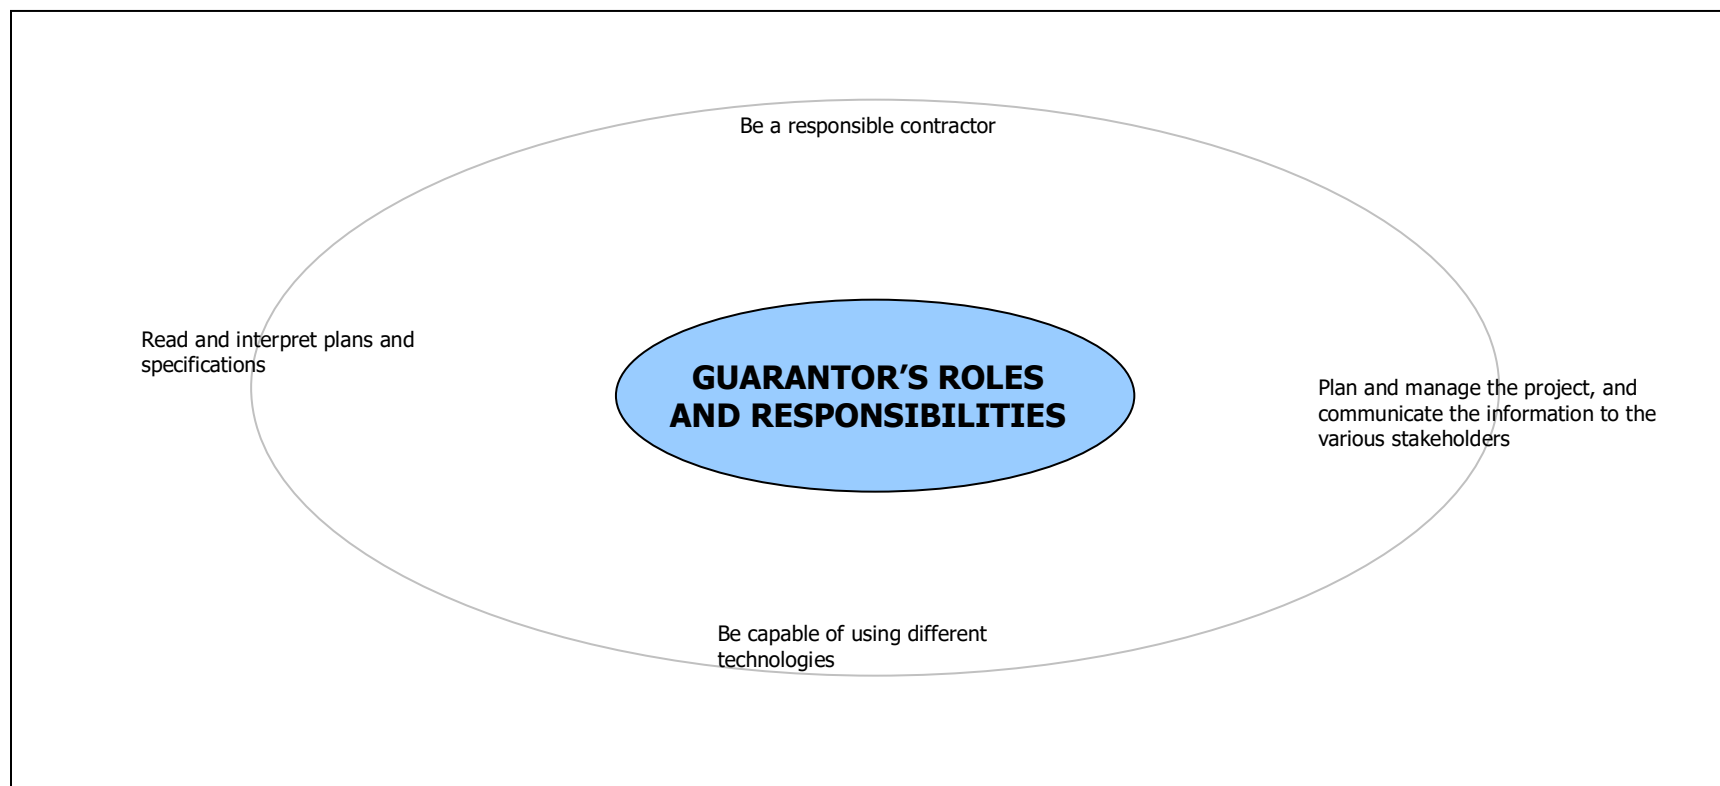 Be a responsible contractor
Read and interpret plans and
specifications
GUARANTOR’S ROLES
AND RESPONSIBILITIES
Plan and manage the project, and
communicate the information to the
various stakeholders
Be capable of using different
technologies